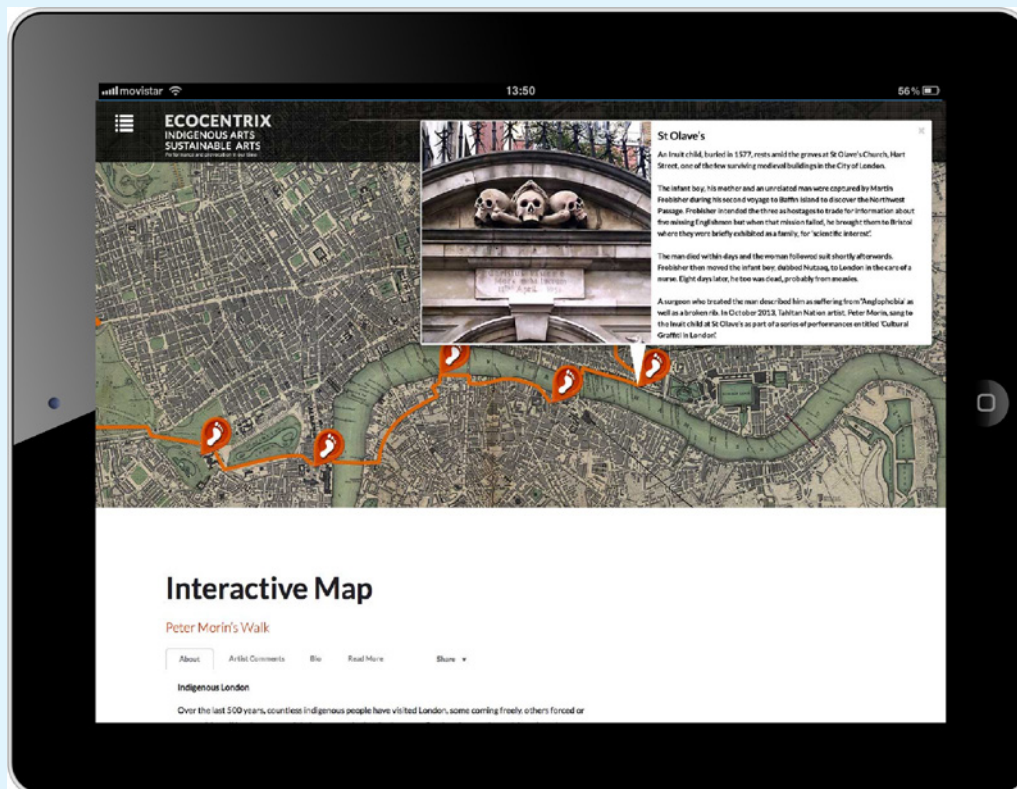 movistar
13:50
56%
ECOCENTRIX
INDIGENOUS ARTS
SUSTAINABLE ARTS
St Olave's
An Inuit child, buried in 1577, rests amid the graves at St Olave's Church, Hart
Street, one of the few surviving medieval buildings in the City of London.
The infant boy, his mother and an unrelated man were captured by Martin
Frobisher during his second voyage to Baffin Island to discover the Northwest
Passage. Frobisher intended the three as hostages to trade for information about
five missing Englishmen but when that mission failed, he brought them to Bristol
where they were briefly exhibited as a family, for 'scientific interest'.
The man died within days and the woman followed suit shortly afterwards.
Frobisher then moved the infant boy, dubbed Nutaaq, to London in the care of a
nurse. Eight days later, he too was dead, probably from measles.
A surgeon who treated the man described him as suffering from 'Anglophobia' as
well as a broken rib. In October 2013, Tahltan Nation artist, Peter Morin, sang to
the Inuit child at St Olave's as part of a series of performances entitled 'Cultural
Graffiti in London'.
Interactive Map
Peter Morin's Walk
About Artist Comments Bio Read More Share
Indigenous London
Over the last 500 years, countless indigenous people have visited London, some coming freely, others forced or